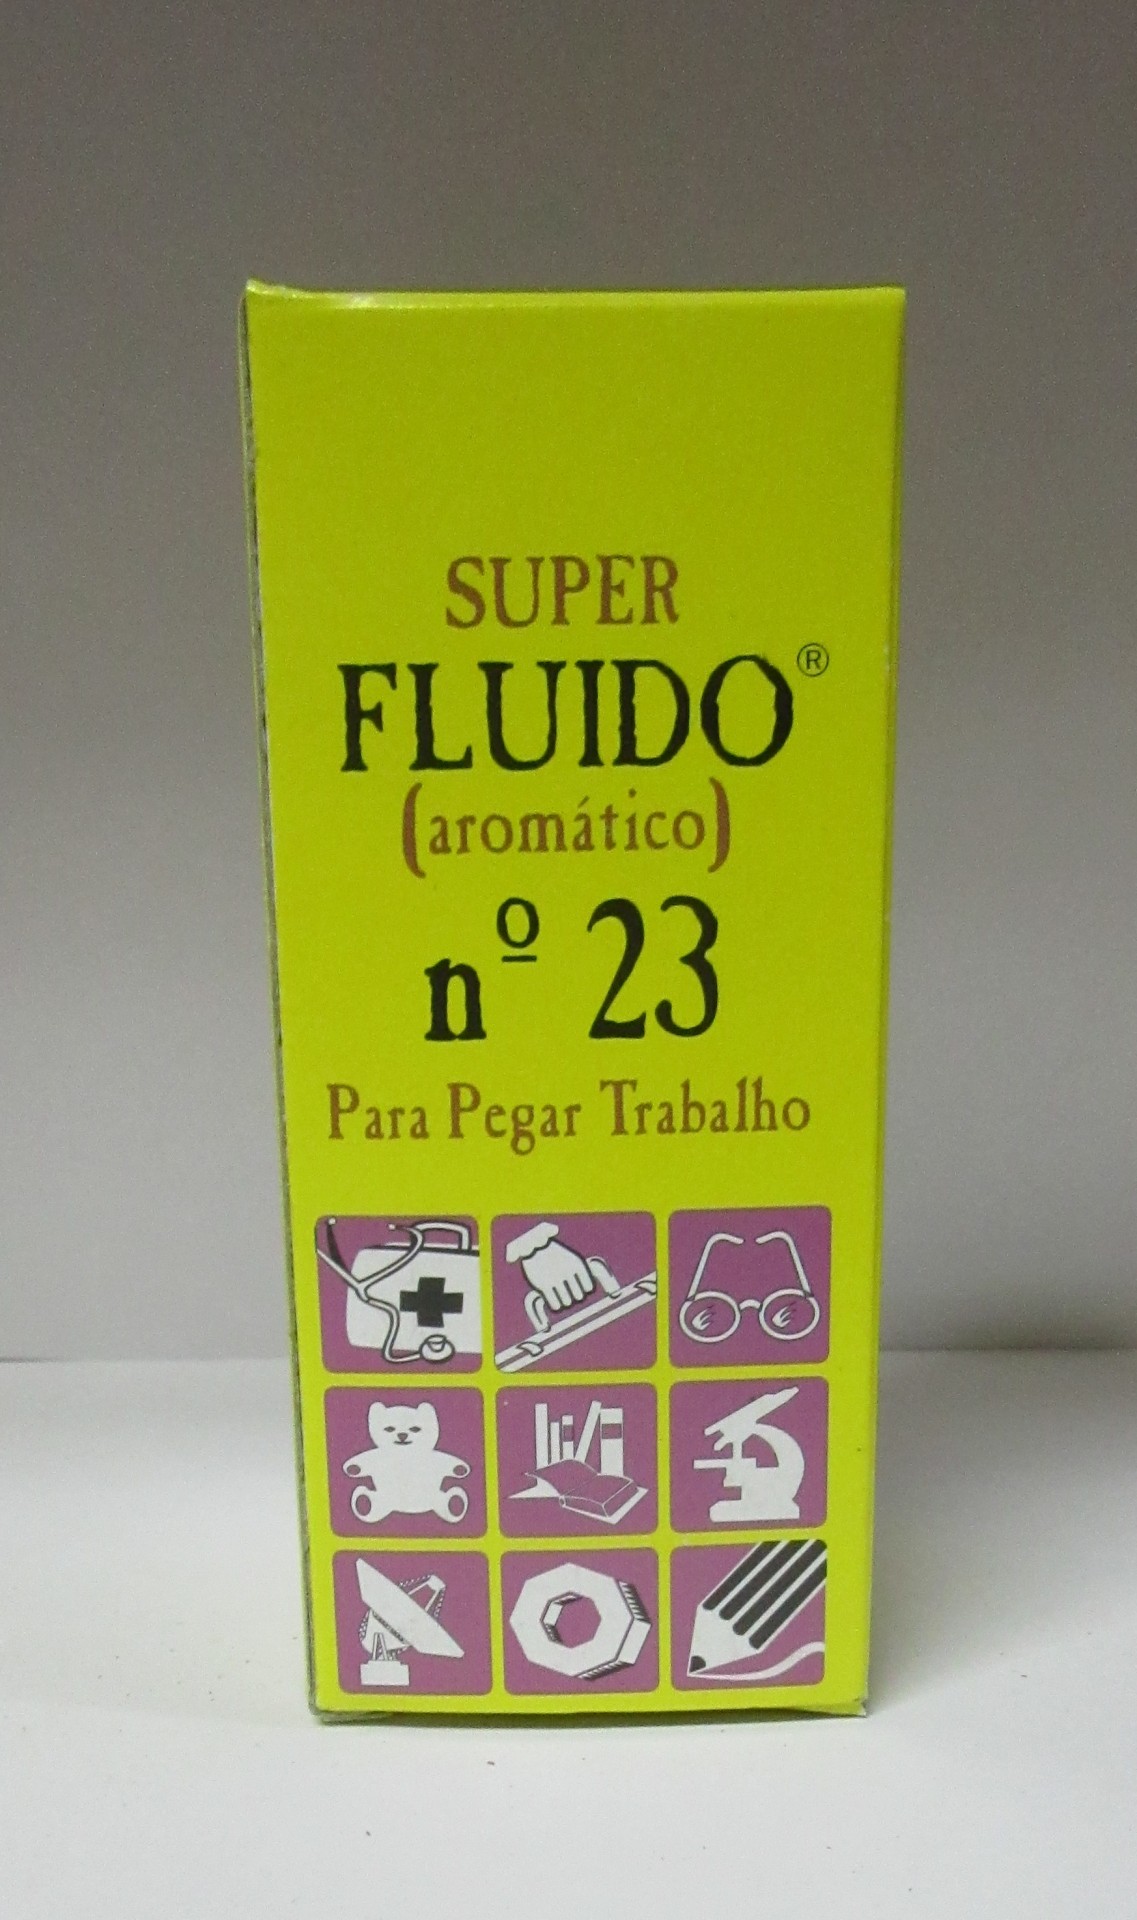 SUPER
FLUIDO®
(aromático)
nº 23
Para Pegar Trabalho